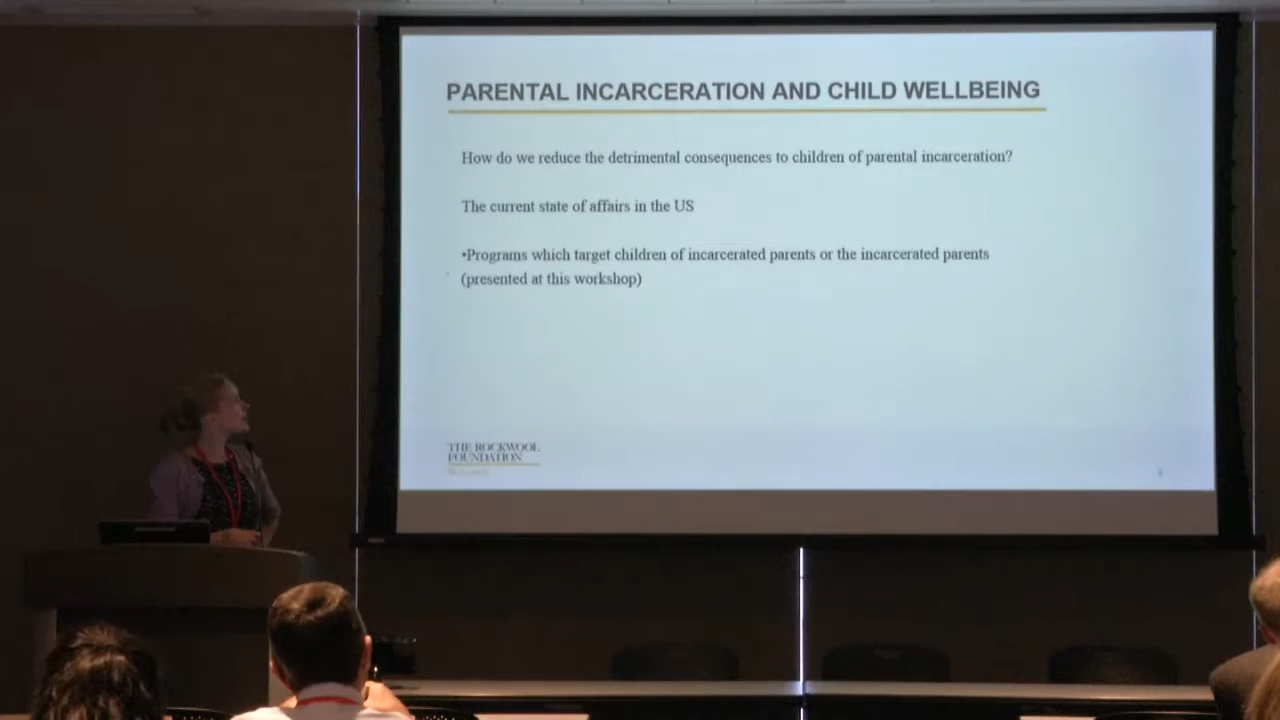 PARENTAL INCARCERATION AND CHILD WELLBEING
How do we reduce the detrimental consequences to children of parental incarceration?
The current state of affairs in the US
•Programs which target children of incarcerated parents or the incarcerated parents
(presented at this workshop)
THE ROCKWOOL
FOUNDATION